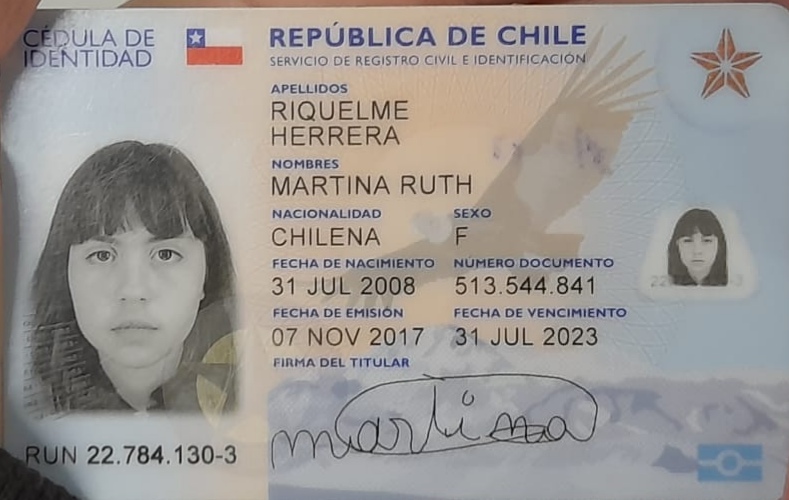 CÉDULA DE
IDENTIDAD
REPÚBLICA DE CHILE
SERVICIO DE REGISTRO CIVIL E IDENTIFICACIÓN
APELLIDOS
RIQUELME
HERRERA
NOMBRES
MARTINA RUTH
NACIONALIDAD SEXO
CHILENA F
FECHA DE NACIMIENTO NÚMERO DOCUMENTO
31 JUL 2008 513.544.841
FECHA DE EMISIÓN FECHA DE VENCIMIENTO
07 NOV 2017 31 JUL 2023
FIRMA DEL TITULAR
martina
RUN 22.784.130-3